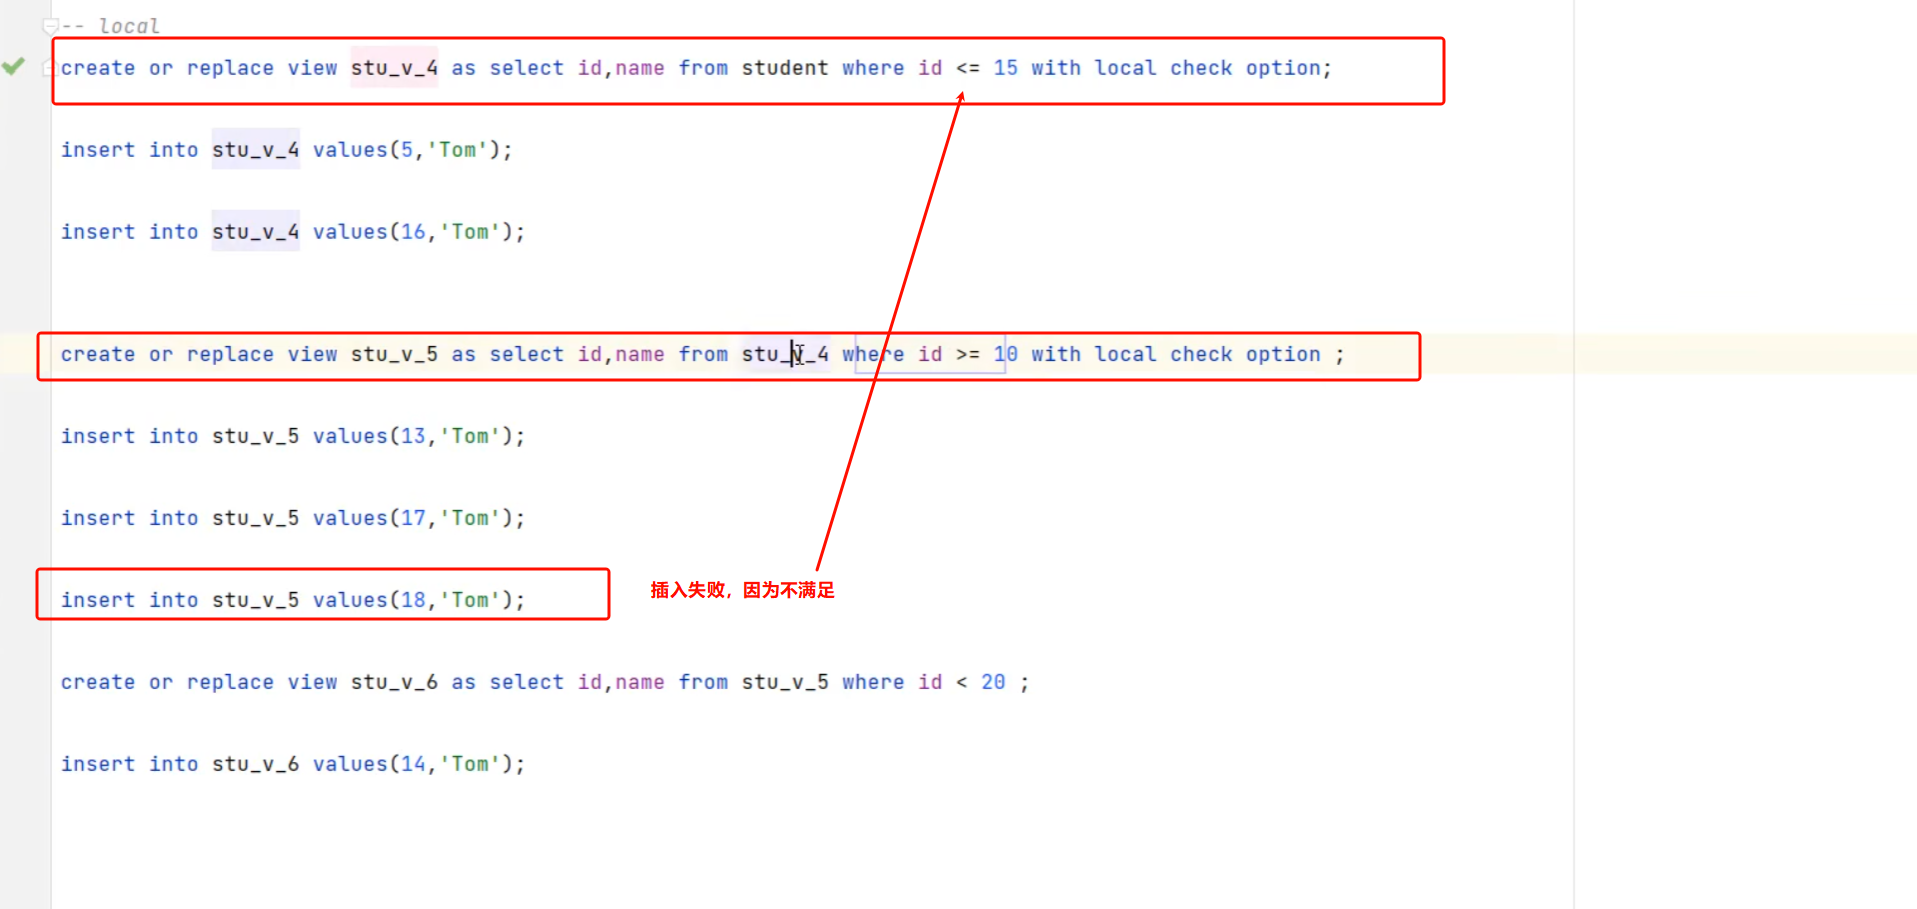 -- local
create or replace view stu_v_4 as select id,name from student where id <= 15 with local check option;
insert into stu_v_4 values(5,'Tom');
insert into stu_v_4 values(16,'Tom');
create or replace view stu_v_5 as select id,name from stu_v_4 where id >= 10 with local check option ;
insert into stu_v_5 values(13,'Tom');
insert into stu_v_5 values(17,'Tom');
insert into stu_v_5 values(18,'Tom');
插入失败，因为不满足
create or replace view stu_v_6 as select id,name from stu_v_5 where id < 20 ;
insert into stu_v_6 values(14,'Tom');